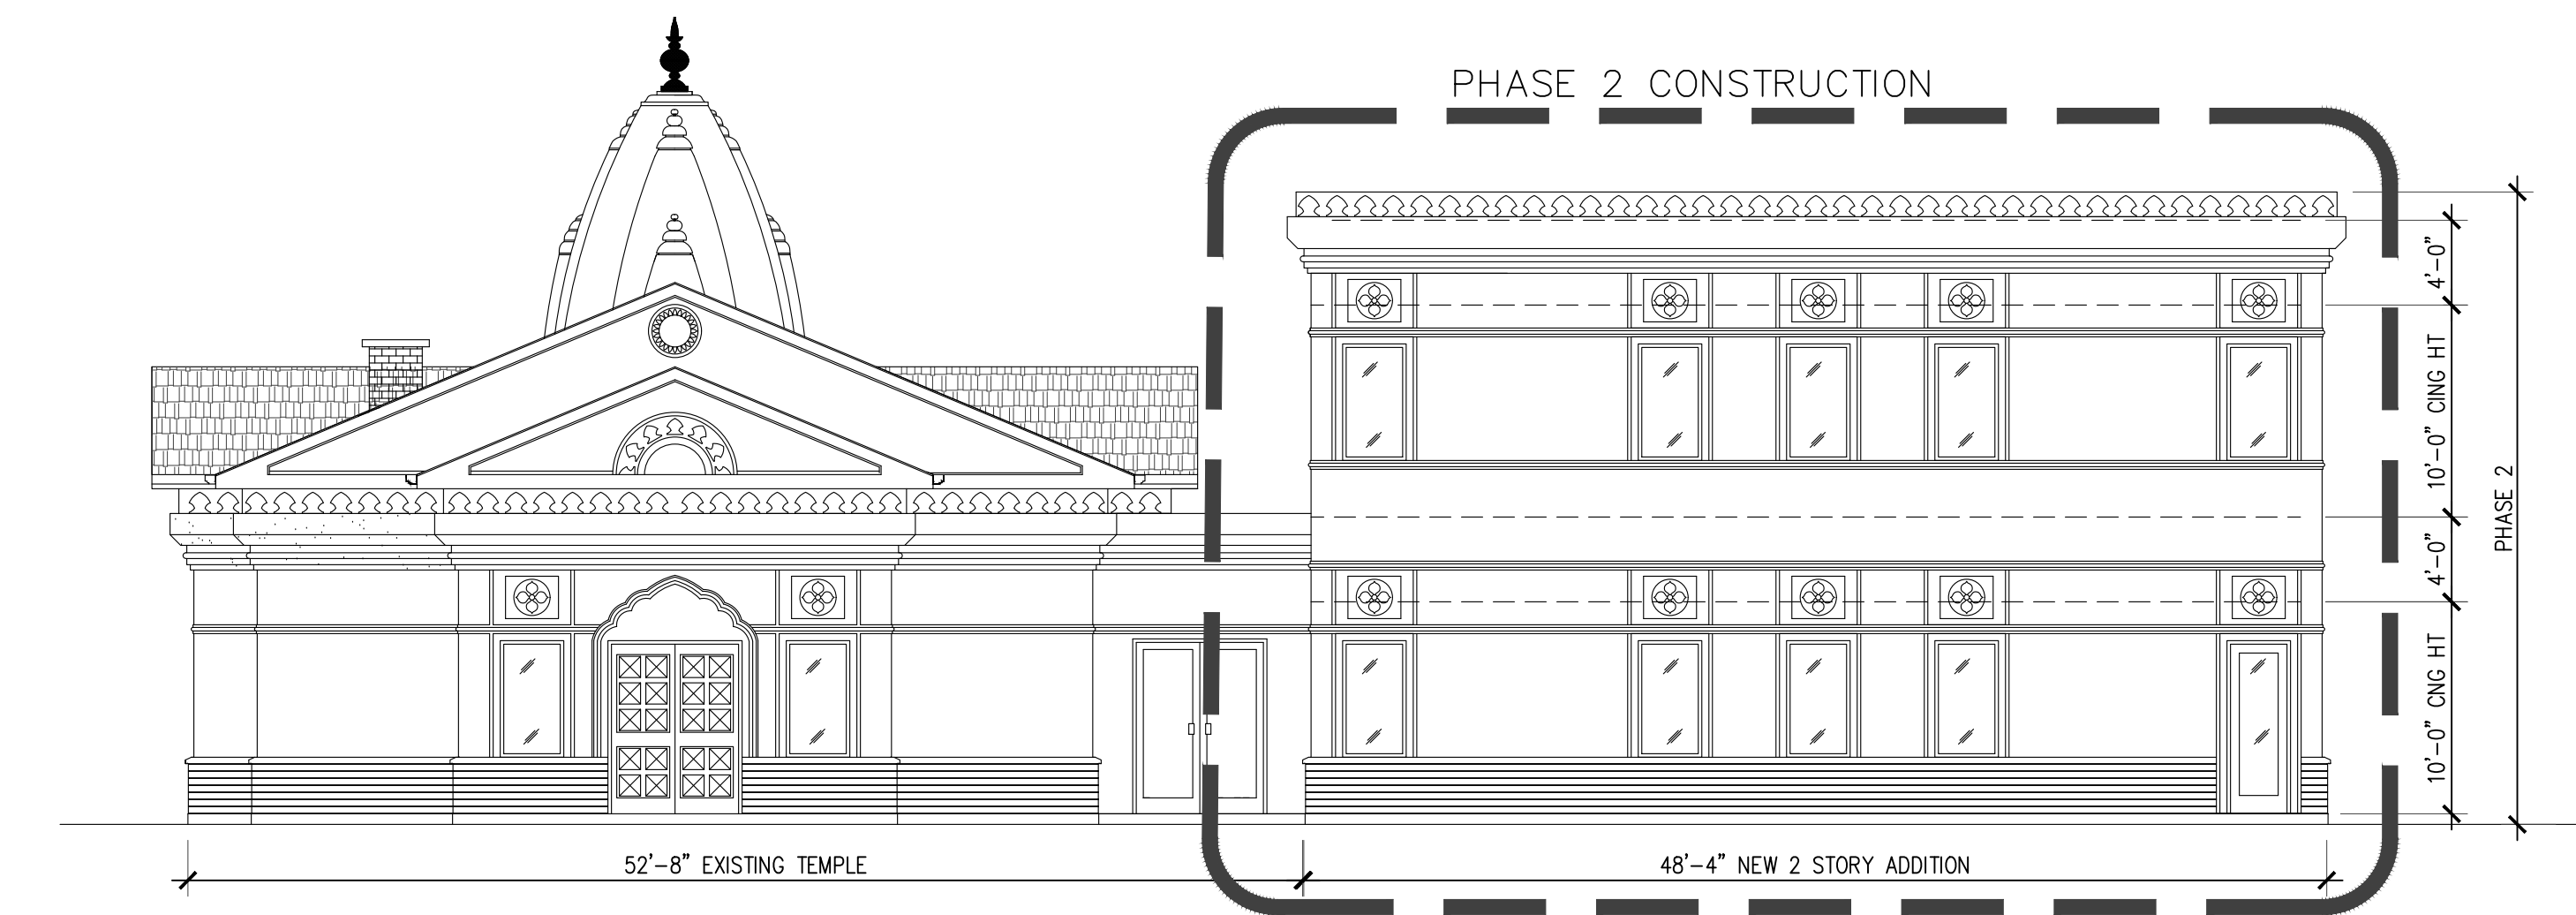 PHASE 2 CONSTRUCTION
4'-0"
10'-0" CING HT
4'-0"
10'-0" CNG HT
PHASE 2
52'-8" EXISTING TEMPLE
48'-4" NEW 2 STORY ADDITION